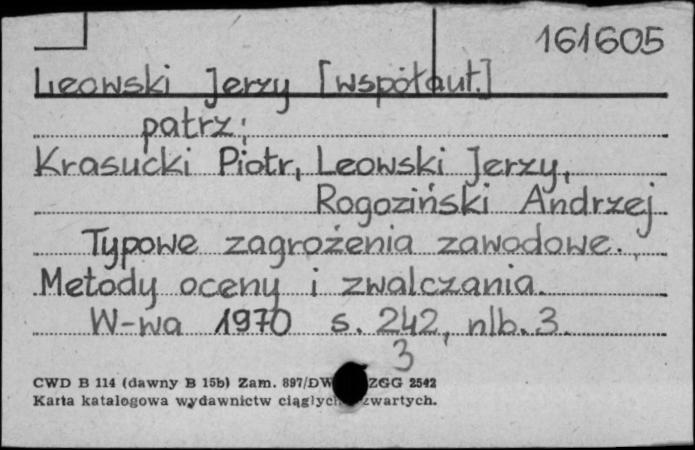 161605
Leowski Jerzy [współaut.]
patrz:
Krasucki Piotr, Leowski Jerzy,
Rogoziński Andrzej
Typowe zagrożenia zawodowe.
Metody oceny i zwalczania.
W-wa 1970 s. 242, nlb. 3.
3
CWD B 114 (dawny B 15b) Zam. 897/DW ZGG 2542
Karta katalogowa wydawnictw ciągłych zwartych.